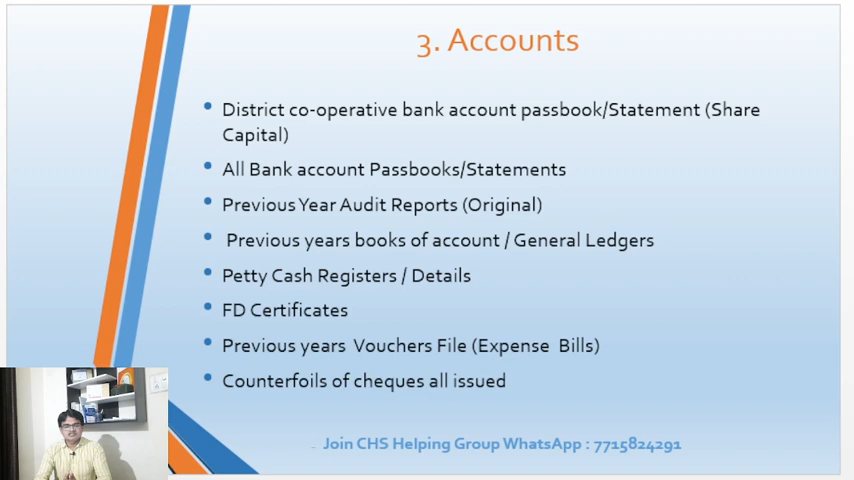 3. Accounts
• District co-operative bank account passbook/Statement (Share
Capital)
• All Bank account Passbooks/Statements
• Previous Year Audit Reports (Original)
• Previous years books of account / General Ledgers
• Petty Cash Registers / Details
• FD Certificates
• Previous years Vouchers File (Expense Bills)
• Counterfoils of cheques all issued
Join CHS Helping Group WhatsApp : 7715824291